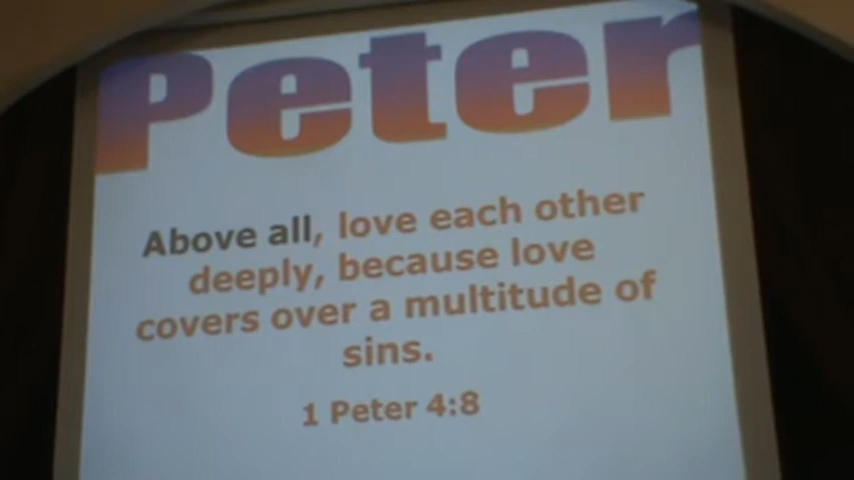 Peter
Above all, love each other
deeply, because love
covers over a multitude of
sins.
1 Peter 4:8